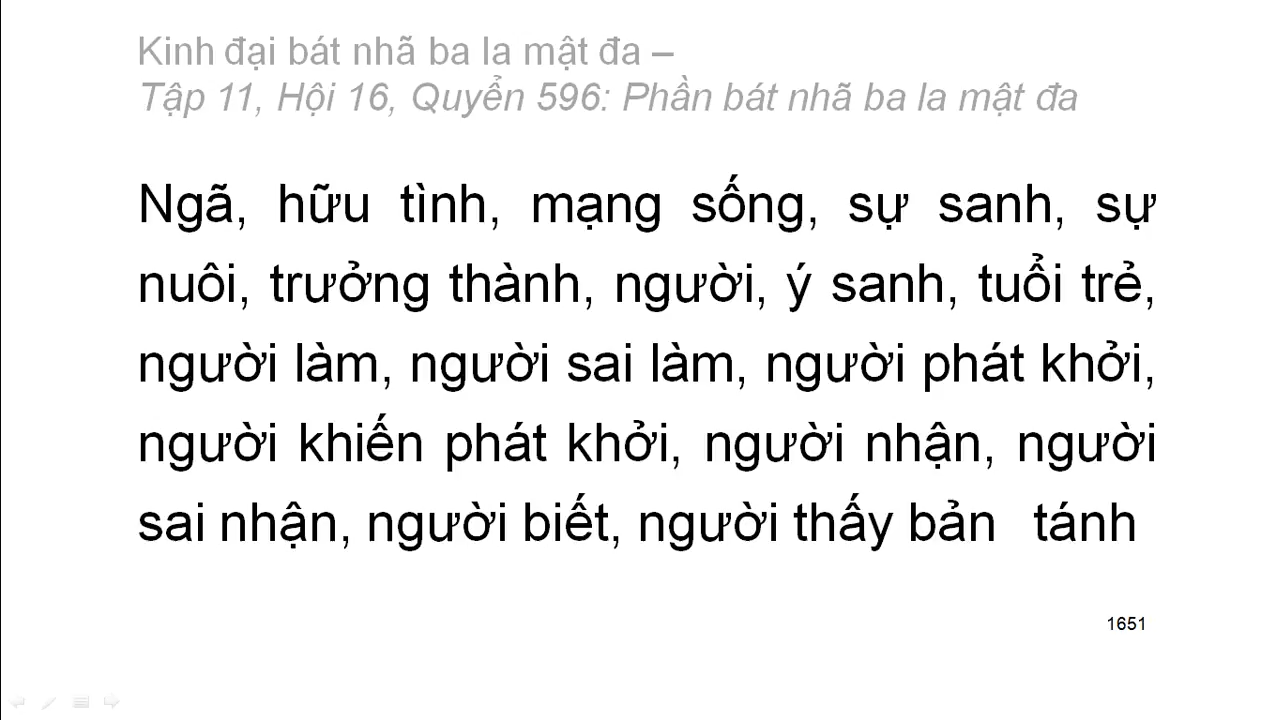 Kinh đại bát nhã ba la mật đa –
Tập 11, Hội 16, Quyển 596: Phần bát nhã ba la mật đa
Ngã, hữu tình, mạng sống, sự sanh, sự
nuôi, trưởng thành, người, ý sanh, tuổi trẻ,
người làm, người sai làm, người phát khởi,
người khiến phát khởi, người nhận, người
sai nhận, người biết, người thấy bản tánh
1651